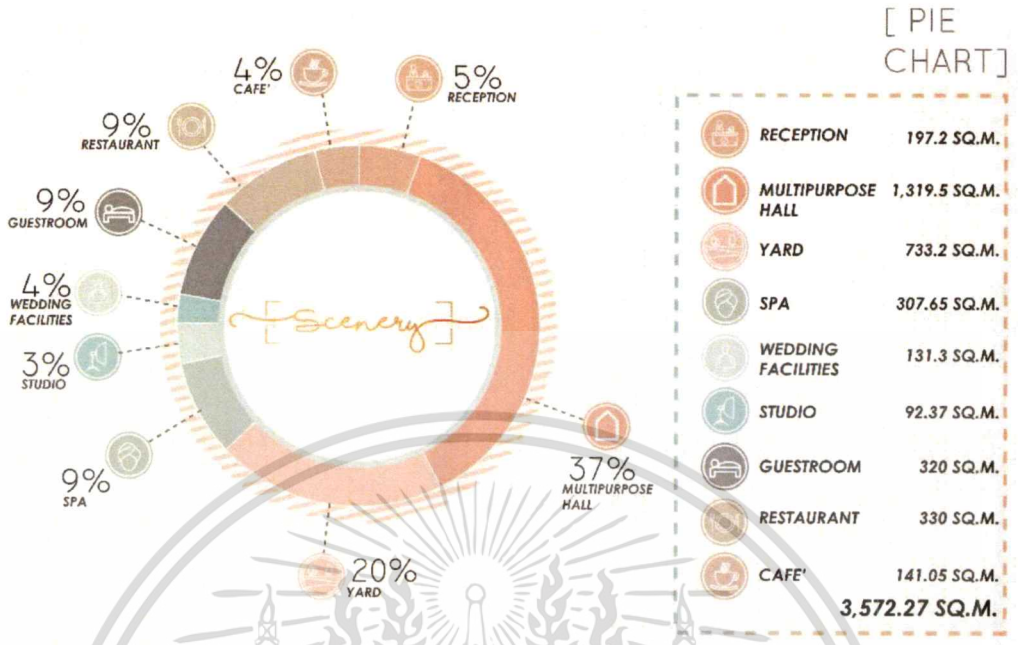 [ PIE
CHART]
4%
CAFE'
5%
RECEPTION
9%
RESTAURANT
9%
GUESTROOM
4%
WEDDING
FACILITIES
3%
STUDIO
9%
SPA
20%
YARD
37%
MULTIPURPOSE
HALL
[Scenery]
RECEPTION 197.2 SQ.M.
MULTIPURPOSE 1,319.5 SQ.M.
HALL
YARD 733.2 SQ.M.
SPA 307.65 SQ.M.
WEDDING 131.3 SQ.M.
FACILITIES
STUDIO 92.37 SQ.M.
GUESTROOM 320 SQ.M.
RESTAURANT 330 SQ.M.
CAFE' 141.05 SQ.M.
3,572.27 SQ.M.